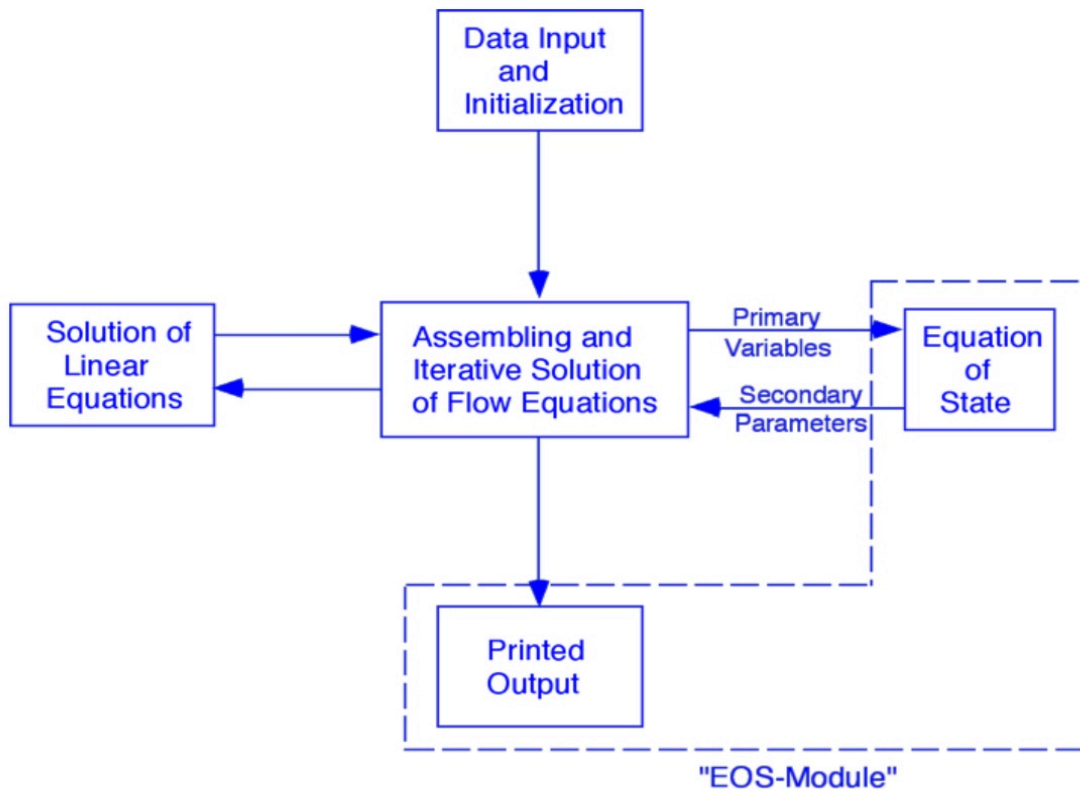 Data Input
and
Initialization
Solution of
Linear
Equations
Assembling and
Iterative Solution
of Flow Equations
Primary
Variables
Secondary
Parameters
Equation
of
State
Printed
Output
"EOS-Module"